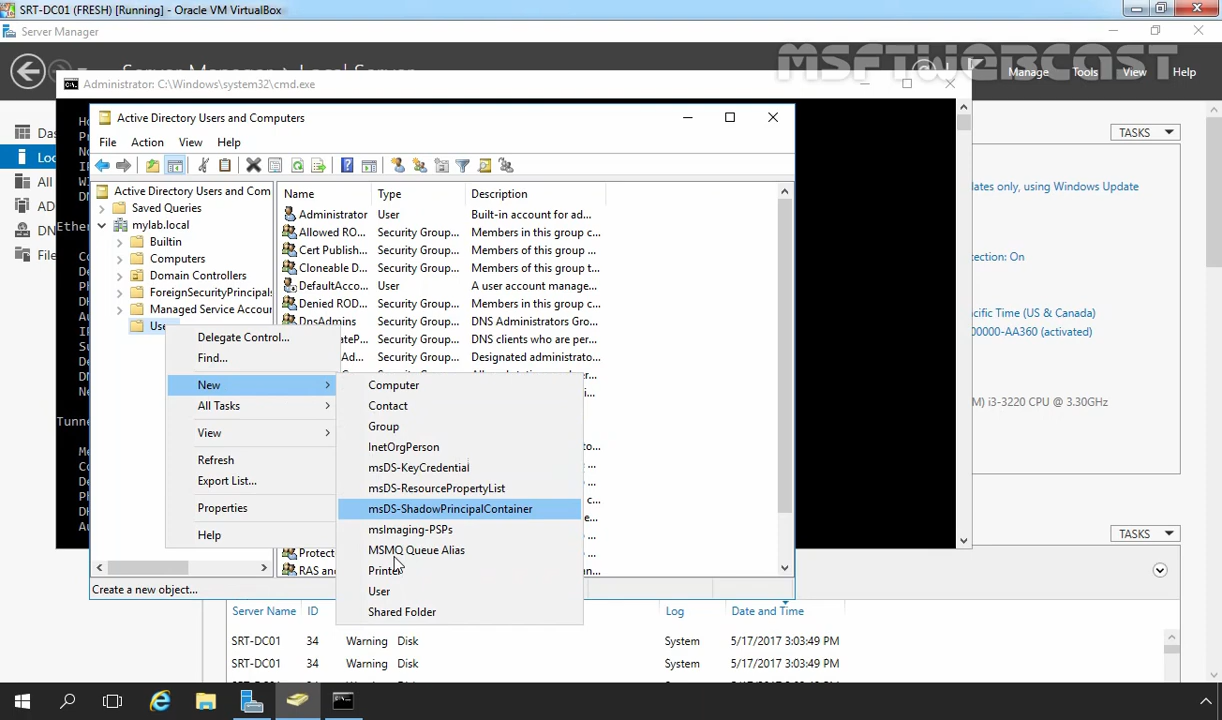 SRT-DC01 (FRESH) [Running] - Oracle VM VirtualBox
Server Manager
MSFTWEBCAST
Manage Tools View Help
Administrator: C:\Windows\system32\cmd.exe
Active Directory Users and Computers
File Action View Help
TASKS
Active Directory Users and Comp
Saved Queries
mylab.local
Builtin
Computers
Domain Controllers
ForeignSecurityPrincipals
Managed Service Accour
Name Type Description
Administrator User Built-in account for ad...
Allowed RO... Security Group... Members in this group c...
Cert Publish... Security Group... Members of this group...
Cloneable D... Security Group... Members of this group t...
DefaultAcco... User A user account manage...
Denied ROD... Security Group... Members in this group c...
DnsAdmins Security Group... DNS Administrators Gro...
Security Group... DNS clients who are per...
Security Group... Designated administrato...
Delegate Control...
Find...
New
All Tasks
View
Refresh
Export List...
Properties
Help
Computer
Contact
Group
InetOrgPerson
msDS-KeyCredential
msDS-ResourcePropertyList
msDS-ShadowPrincipalContainer
msImaging-PSPs
MSMQ Queue Alias
Printer
User
Shared Folder
RAS an
Create a new object...
dates only, using Windows Update
tection: On
cific Time (US & Canada)
00000-AA360 (activated)
M) i3-3220 CPU @ 3.30GHz
TASKS
Server Name ID Log Date and Time
SRT-DC01 34 Warning Disk System 5/17/2017 3:03:49 PM
SRT-DC01 34 Warning Disk System 5/17/2017 3:03:49 PM